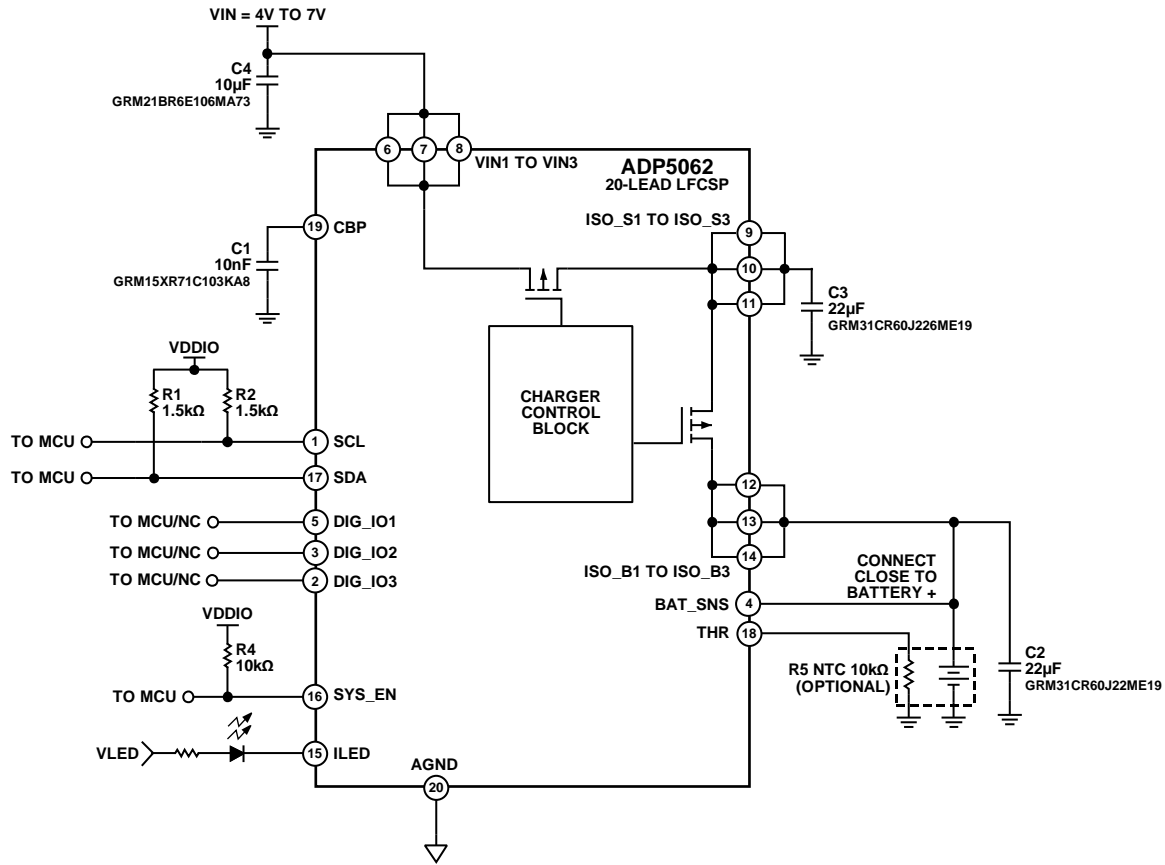 VIN = 4V TO 7V
C4
10µF
GRM21BR6E106MA73
6
7
8
VIN1 TO VIN3
ADP5062
20-LEAD LFCSP
ISO_S1 TO ISO_S3
19
CBP
9
10
11
C1
10nF
GRM15XR71C103KA8
C3
22µF
GRM31CR60J226ME19
VDDIO
R1
1.5kΩ
R2
1.5kΩ
CHARGER
CONTROL
BLOCK
TO MCU
1
SCL
TO MCU
17
SDA
12
13
14
TO MCU/NC
5
DIG_IO1
TO MCU/NC
3
DIG_IO2
TO MCU/NC
2
DIG_IO3
ISO_B1 TO ISO_B3
CONNECT
CLOSE TO
BATTERY +
BAT_SNS
4
THR
18
VDDIO
R4
10kΩ
R5 NTC 10kΩ
(OPTIONAL)
C2
22µF
GRM31CR60J22ME19
TO MCU
16
SYS_EN
VLED
15
ILED
AGND
20